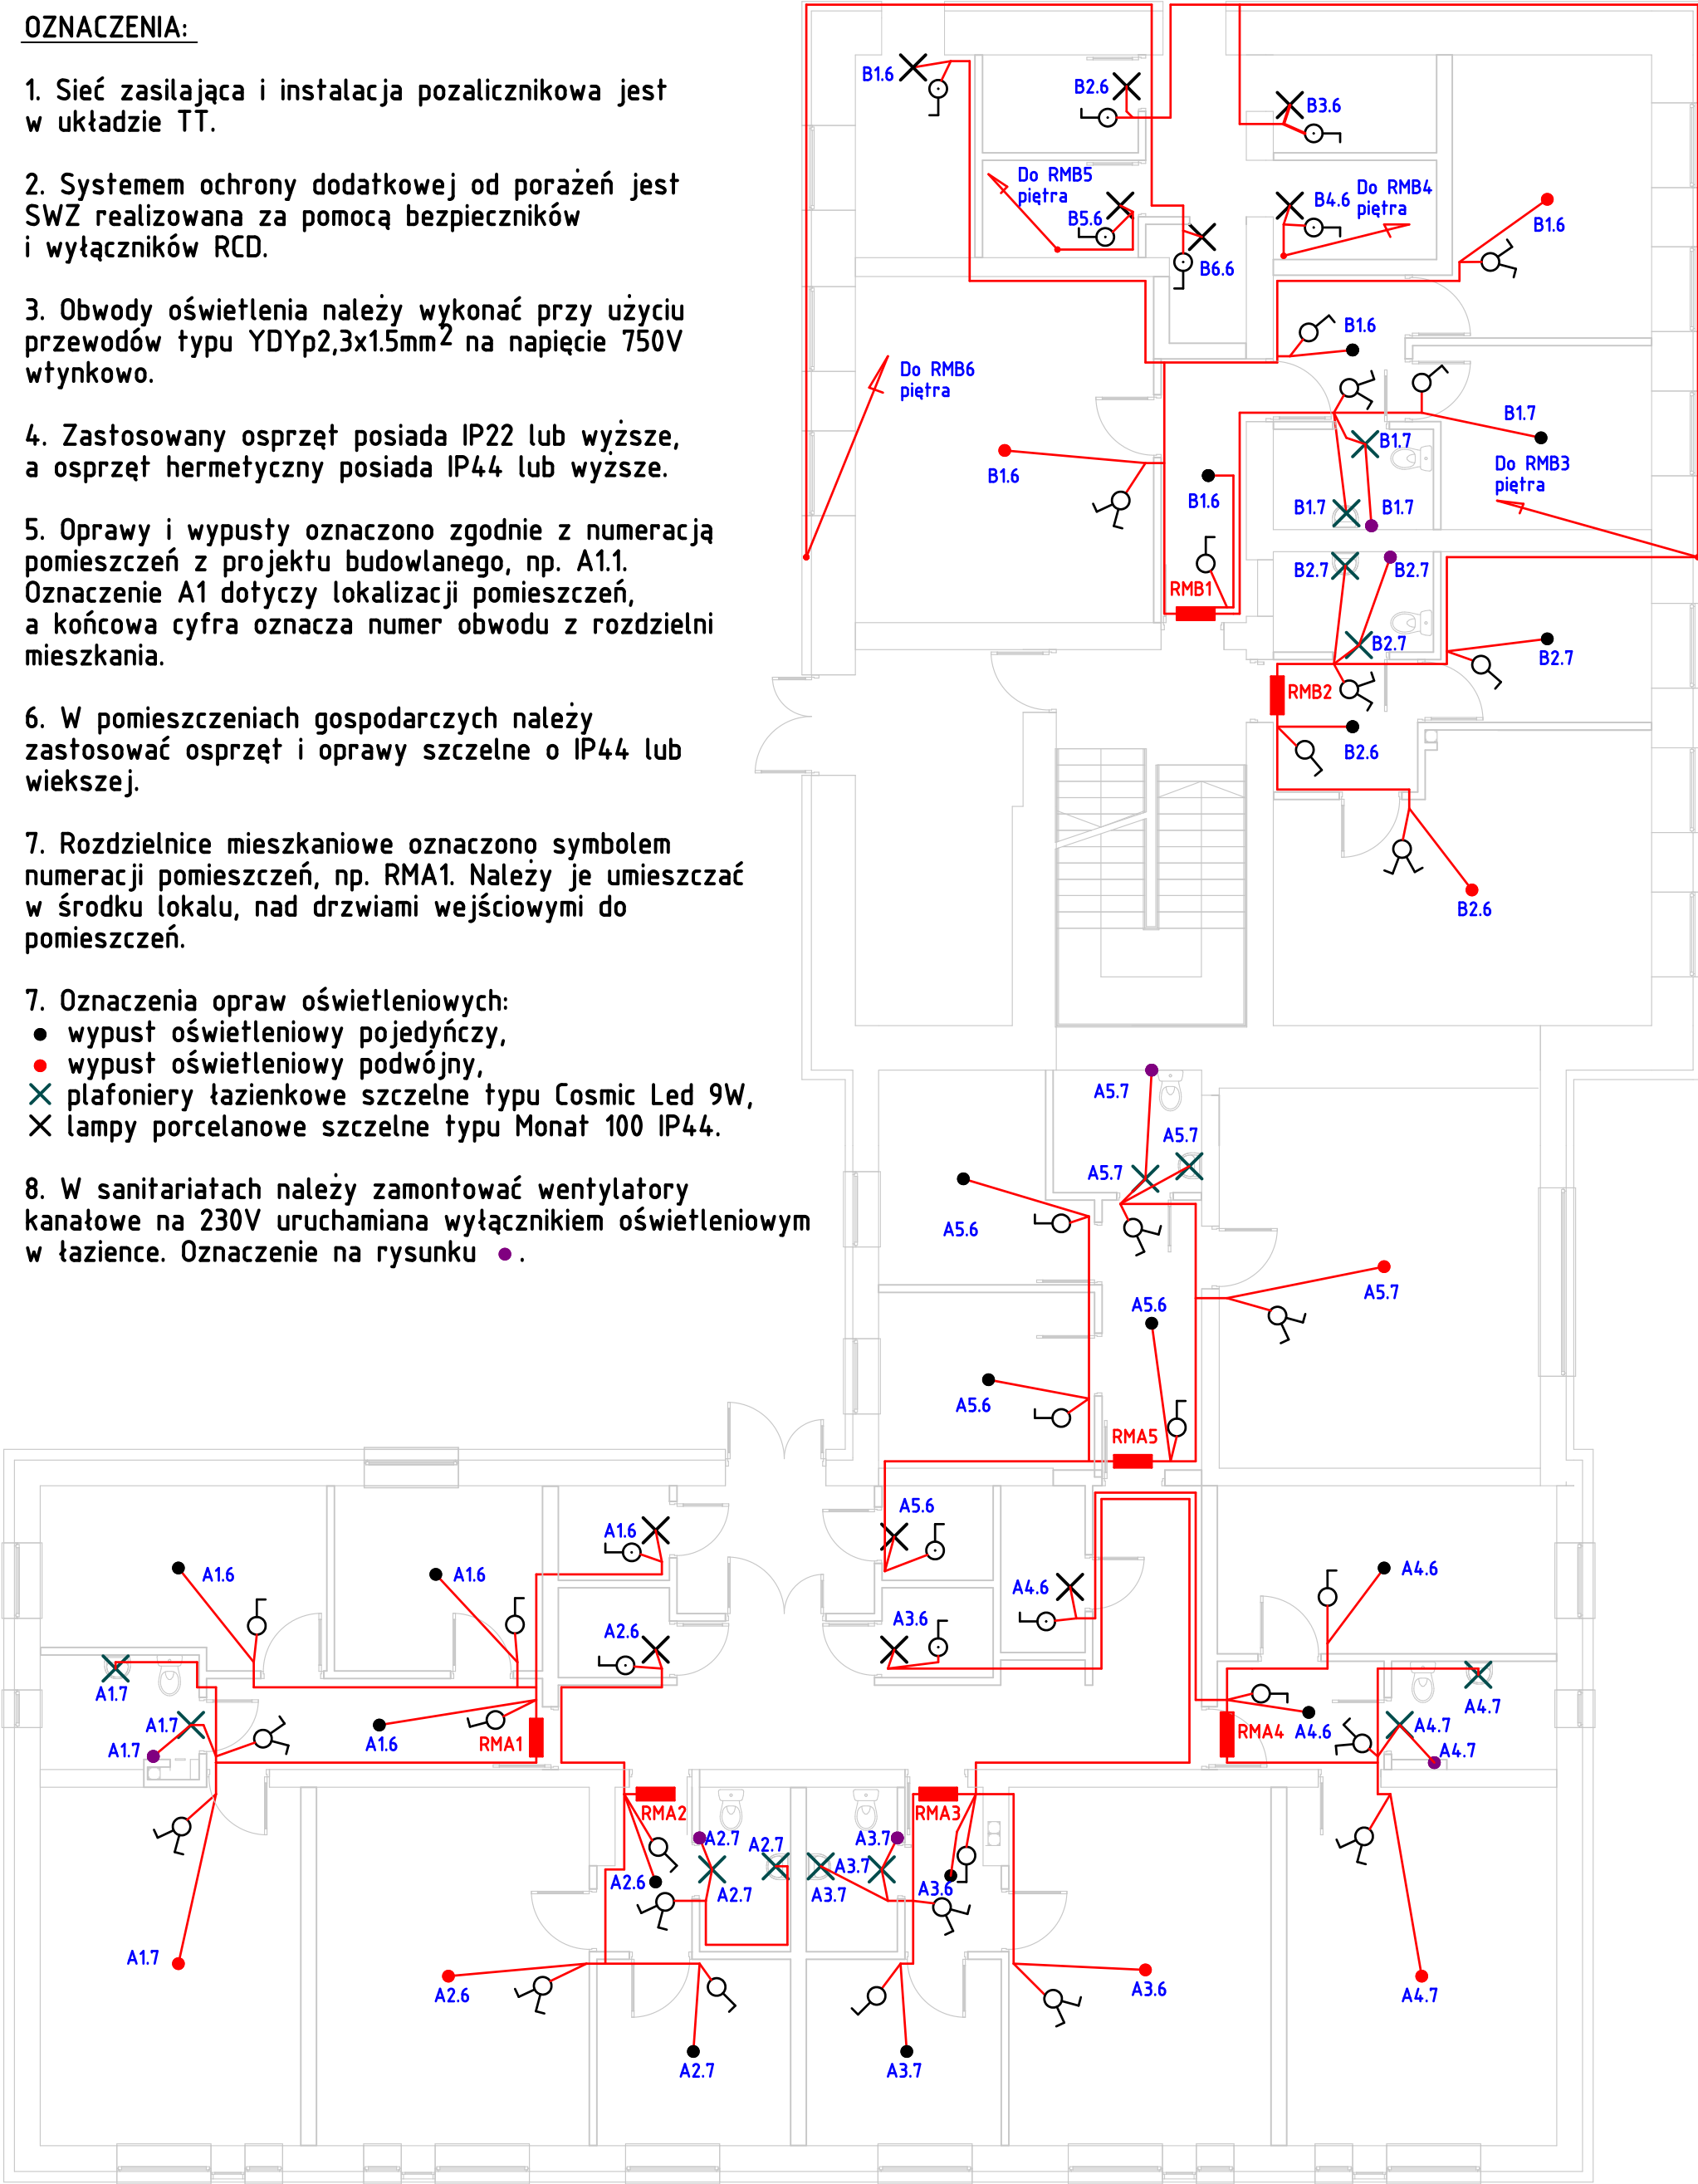 OZNACZENIA:
1. Sieć zasilająca i instalacja pozalicznikowa jest
w układzie TT.
2. Systemem ochrony dodatkowej od porażeń jest
SWZ realizowana za pomocą bezpieczników
i wyłączników RCD.
3. Obwody oświetlenia należy wykonać przy użyciu
przewodów typu YDYp2,3x1.5mm² na napięcie 750V
wtynkowo.
4. Zastosowany osprzęt posiada IP22 lub wyższe,
a osprzęt hermetyczny posiada IP44 lub wyższe.
5. Oprawy i wypusty oznaczono zgodnie z numeracją
pomieszczeń z projektu budowlanego, np. A1.1.
Oznaczenie A1 dotyczy lokalizacji pomieszczeń,
a końcowa cyfra oznacza numer obwodu z rozdzielni
mieszkania.
6. W pomieszczeniach gospodarczych należy
zastosować osprzęt i oprawy szczelne o IP44 lub
wiekszej.
7. Rozdzielnice mieszkaniowe oznaczono symbolem
numeracji pomieszczeń, np. RMA1. Należy je umieszczać
w środku lokalu, nad drzwiami wejściowymi do
pomieszczeń.
7. Oznaczenia opraw oświetleniowych:
wypust oświetleniowy pojedyńczy,
wypust oświetleniowy podwójny,
plafoniery łazienkowe szczelne typu Cosmic Led 9W,
lampy porcelanowe szczelne typu Monat 100 IP44.
8. W sanitariatach należy zamontować wentylatory
kanałowe na 230V uruchamiana wyłącznikiem oświetleniowym
w łazience. Oznaczenie na rysunku .
B1.6
B2.6
B3.6
Do RMB5
piętra
B5.6
B4.6
Do RMB4
piętra
B1.6
B6.6
B1.6
Do RMB6
piętra
B1.7
B1.7
B1.6
B1.6
Do RMB3
piętra
B1.7
B1.7
B2.7
B2.7
RMB1
B2.7
B2.7
RMB2
B2.6
B2.6
A5.7
A5.7
A5.7
A5.6
A5.6
A5.7
A5.6
RMA5
A5.6
A1.6
A1.6
A1.6
A4.6
A4.6
A2.6
A3.6
A1.7
A1.7
A1.7
A1.6
RMA1
RMA4
A4.6
A4.7
A4.7
A4.7
RMA2
RMA3
A2.7
A2.7
A3.7
A3.7
A2.6
A2.7
A3.7
A3.6
A1.7
A2.6
A3.6
A4.7
A2.7
A3.7